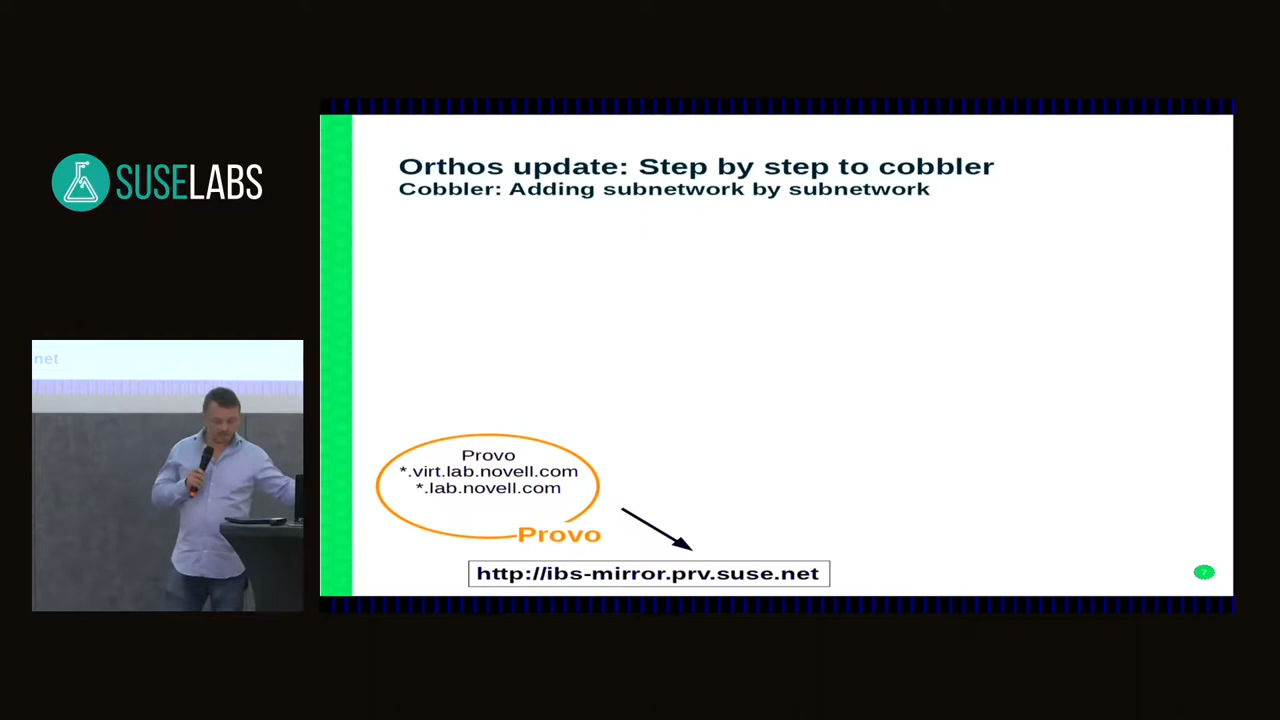 SUSELABS
Orthos update: Step by step to cobbler
Cobbler: Adding subnetwork by subnetwork
net
Provo
*.virt.lab.novell.com
*.lab.novell.com
Provo
http://ibs-mirror.prv.suse.net
7